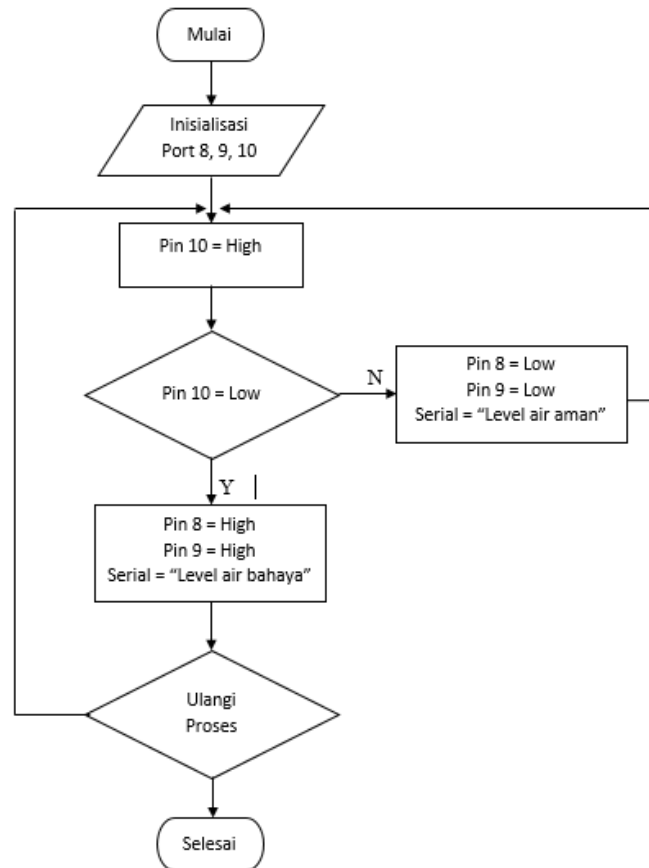 Mulai
Inisialisasi
Port 8, 9, 10
Pin 10 = High
Pin 10 = Low
N
Pin 8 = Low
Pin 9 = Low
Serial = “Level air aman”
Y
Pin 8 = High
Pin 9 = High
Serial = “Level air bahaya”
Ulangi
Proses
Selesai